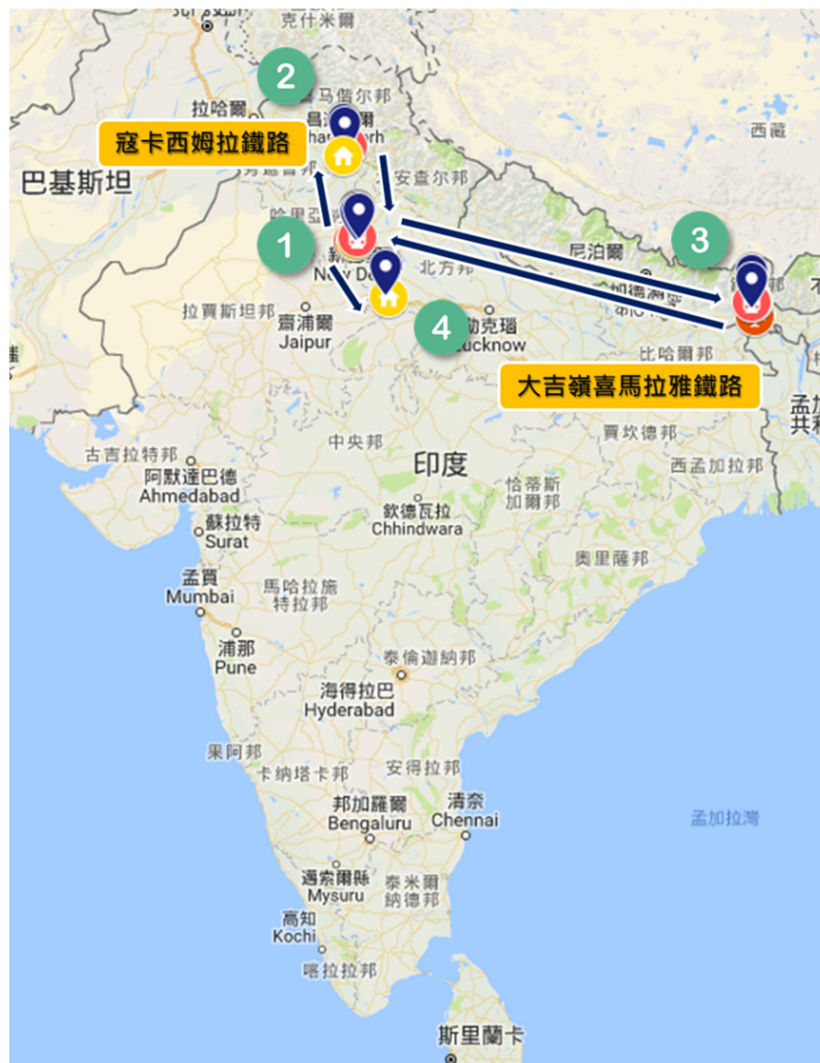 克什米爾
2
喜马偕尔邦
拉哈爾
西藏
寇卡西姆拉鐵路
安查尔邦
巴基斯坦
1
3
尼泊爾
New Del
北方邦
拉賈斯坦邦
齋浦爾
Jaipur
4
勒克瑙
Lucknow
比哈爾邦
大吉嶺喜馬拉雅鐵路
孟加
共利
賈坎德邦
中央邦
印度
古吉拉特邦
西孟加拉邦
阿默達巴德
Ahmedabad
恰蒂斯
加爾邦
欽德瓦拉
Chhindwara
蘇拉特
Surat
奧里薩邦
孟買
Mumbai
馬哈拉施
特拉邦
浦那
Pune
泰倫迦納邦
海得拉巴
Hyderabad
果阿邦
卡纳塔卡邦
安得拉邦
邦加羅爾
Bengaluru
清奈
Chennai
孟加拉灣
邁索爾縣
Mysuru
泰米爾
納德邦
高知
Kochi
喀拉拉邦
斯里蘭卡